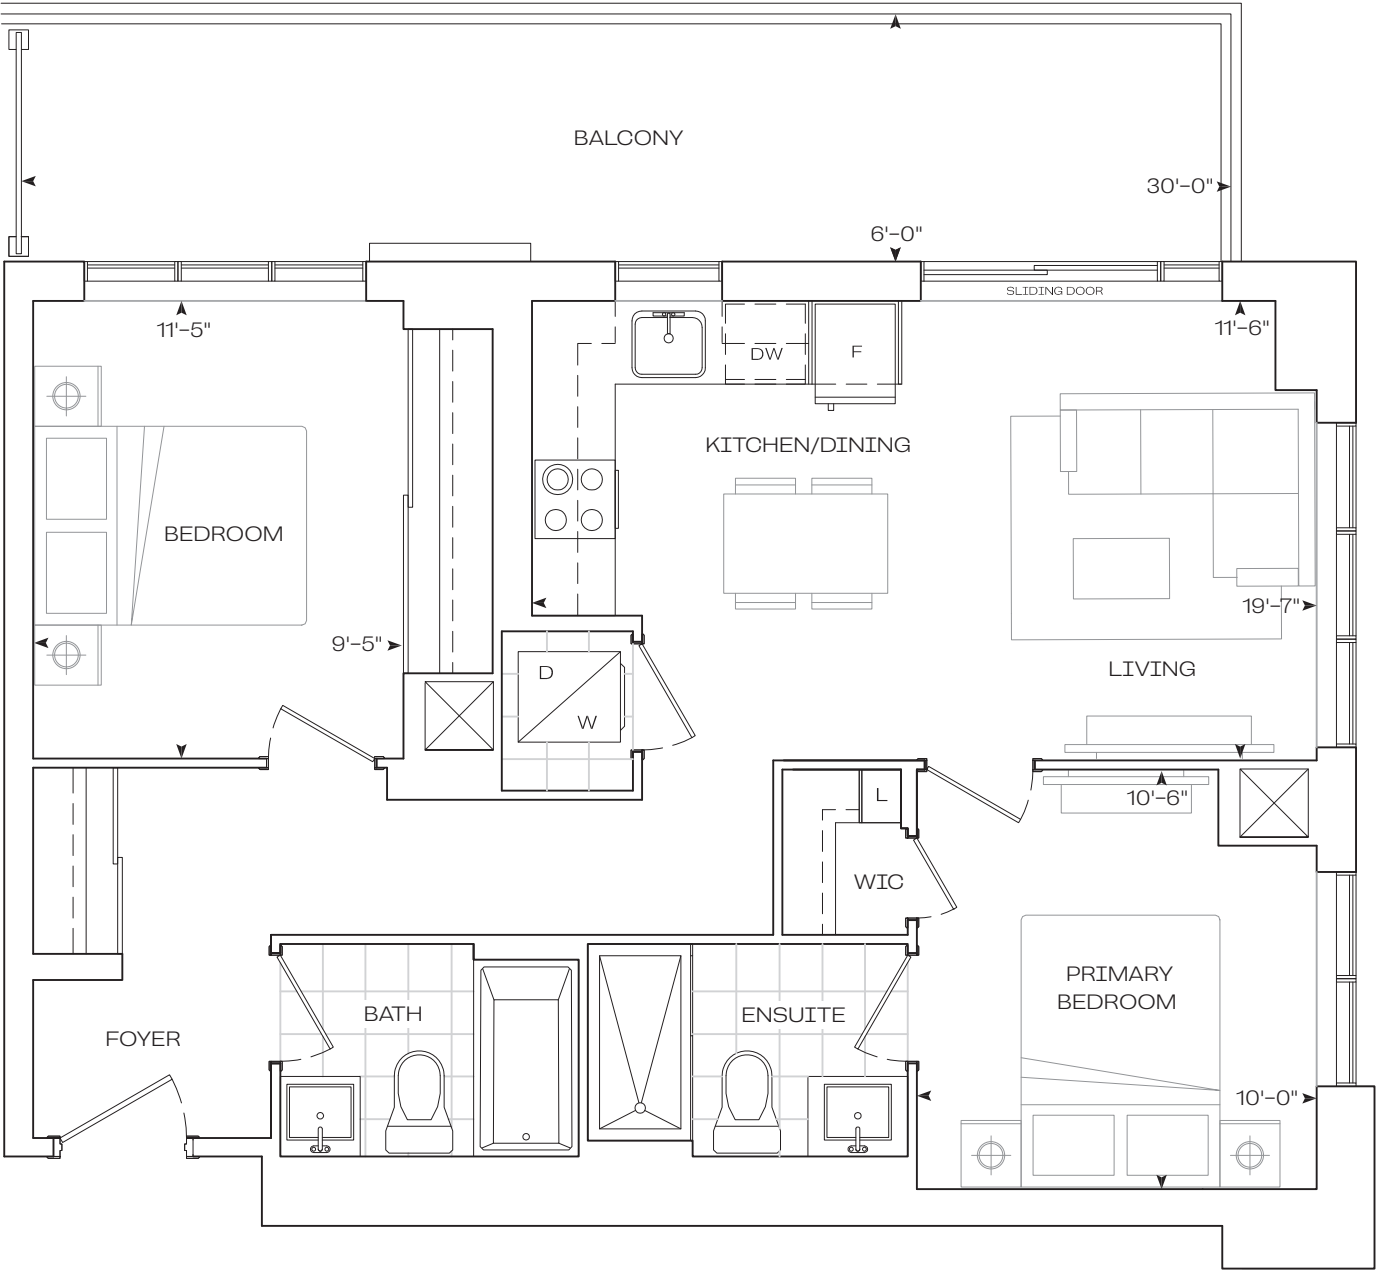 BALCONY
30'-0"
6'-0"
SLIDING DOOR
11'-5"
11'-6"
DW
F
KITCHEN/DINING
BEDROOM
19'-7"
9'-5"
LIVING
D
W
L
10'-6"
WIC
PRIMARY
BEDROOM
BATH
ENSUITE
FOYER
10'-0"